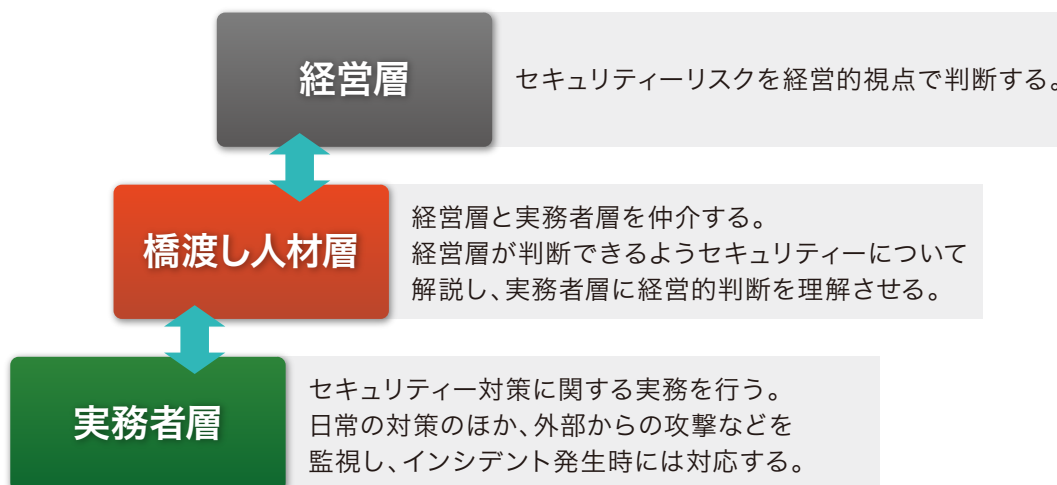 経営層
セキュリティーリスクを経営的視点で判断する。
橋渡し人材層
経営層と実務者層を仲介する。
経営層が判断できるようセキュリティーについて
解説し、実務者層に経営的判断を理解させる。
実務者層
セキュリティー対策に関する実務を行う。
日常の対策のほか、外部からの攻撃などを
監視し、インシデント発生時には対応する。